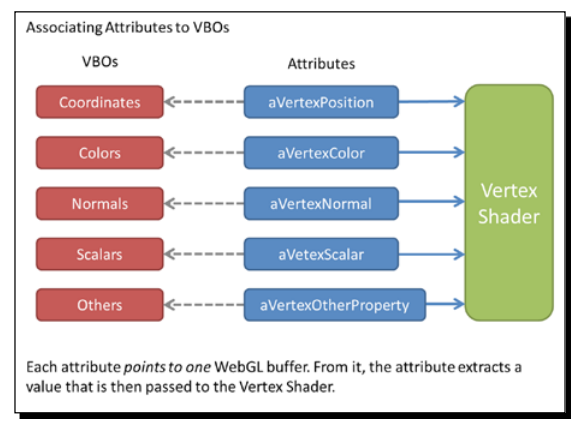 Associating Attributes to VBOs
VBOs Attributes
Coordinates aVertexPosition
Colors aVertexColor
Normals aVertexNormal
Vertex
Shader
Scalars aVetexScalar
Others aVertexOtherProperty
Each attribute points to one WebGL buffer. From it, the attribute extracts a
value that is then passed to the Vertex Shader.